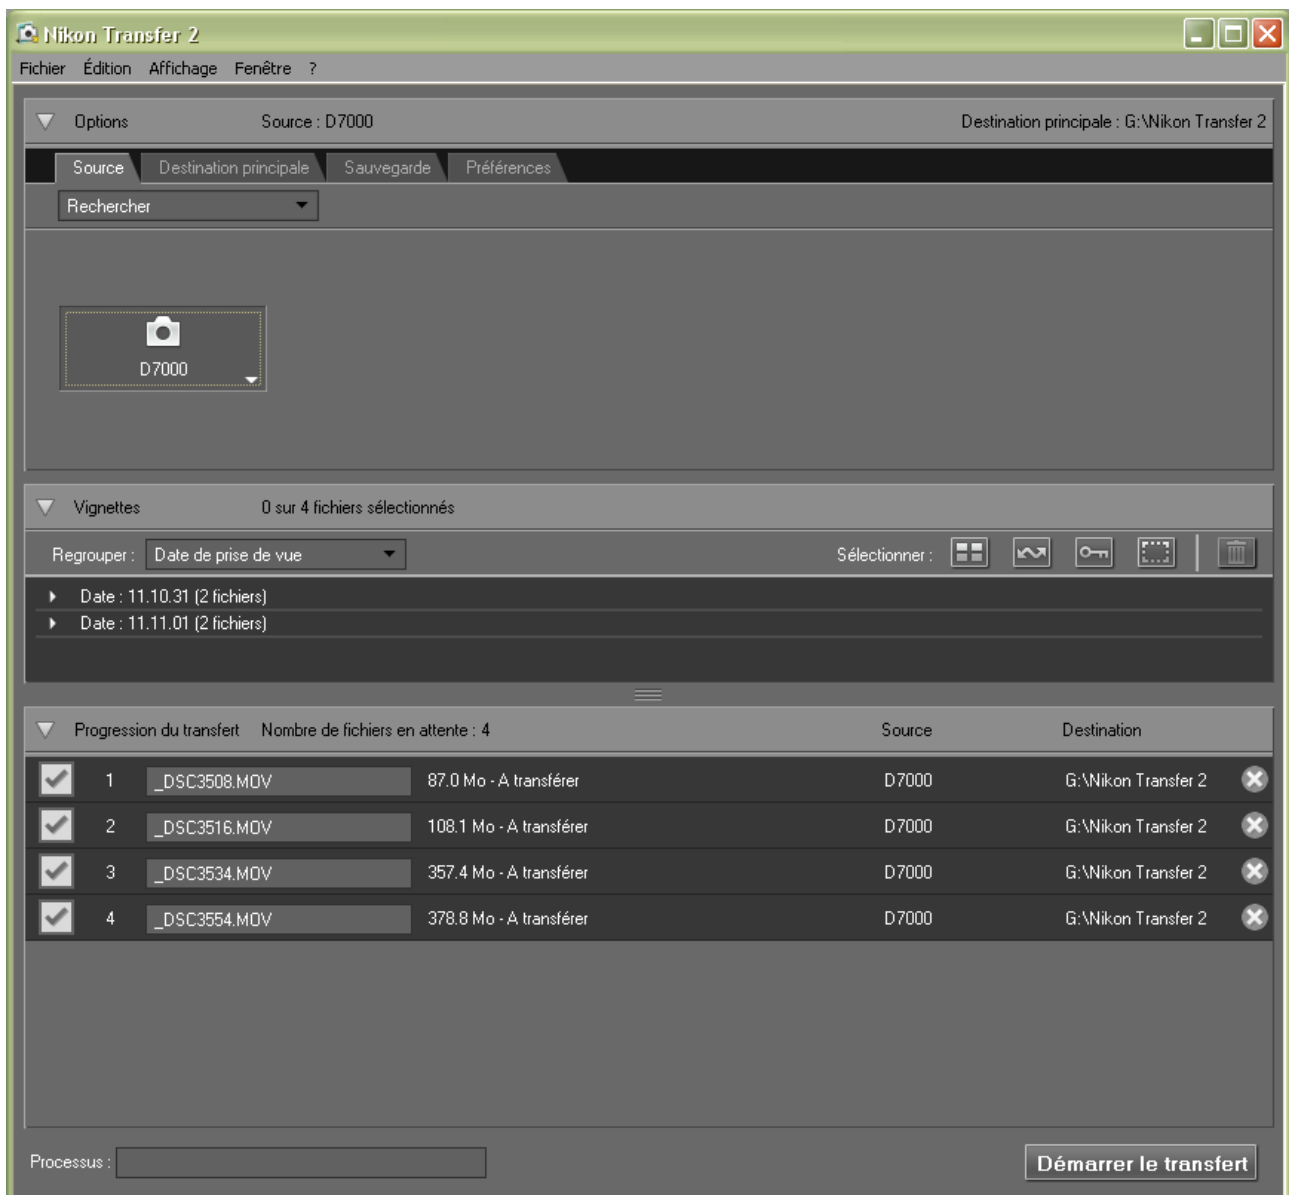 Nikon Transfer 2
Fichier Édition Affichage Fenêtre ?
Options Source : D7000 Destination principale : G:\Nikon Transfer 2
Source Destination principale Sauvegarde Préférences
Rechercher
D7000
Vignettes 0 sur 4 fichiers sélectionnés
Regrouper : Date de prise de vue Sélectionner :
Date : 11.10.31 (2 fichiers)
Date : 11.11.01 (2 fichiers)
Progression du transfert Nombre de fichiers en attente : 4 Source Destination
1 _DSC3508.MOV 87.0 Mo - A transférer D7000 G:\Nikon Transfer 2
2 _DSC3516.MOV 108.1 Mo - A transférer D7000 G:\Nikon Transfer 2
3 _DSC3534.MOV 357.4 Mo - A transférer D7000 G:\Nikon Transfer 2
4 _DSC3554.MOV 378.8 Mo - A transférer D7000 G:\Nikon Transfer 2
Processus : Démarrer le transfert